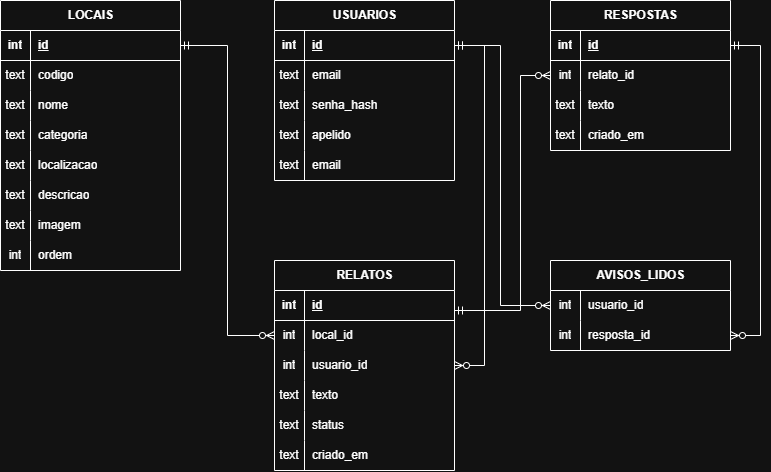 LOCAIS
int id
text codigo
text nome
text categoria
text localizacao
text descricao
text imagem
int ordem
USUARIOS
int id
text email
text senha_hash
text apelido
text email
RESPOSTAS
int id
int relato_id
text texto
text criado_em
RELATOS
int id
int local_id
int usuario_id
text texto
text status
text criado_em
AVISOS_LIDOS
int usuario_id
int resposta_id